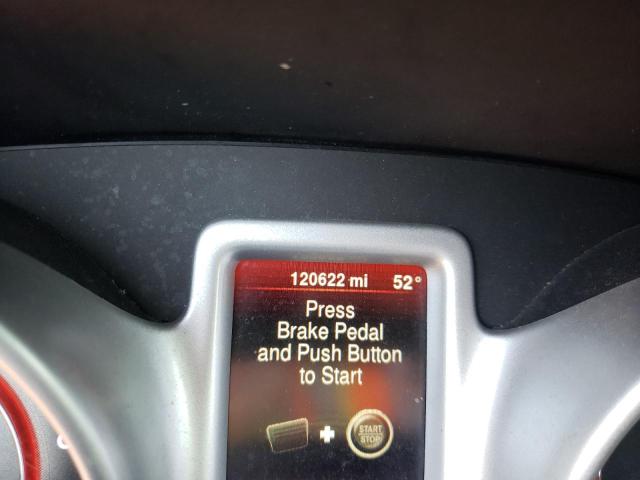 120622 mi 52°
Press
Brake Pedal
and Push Button
to Start
START
STOP